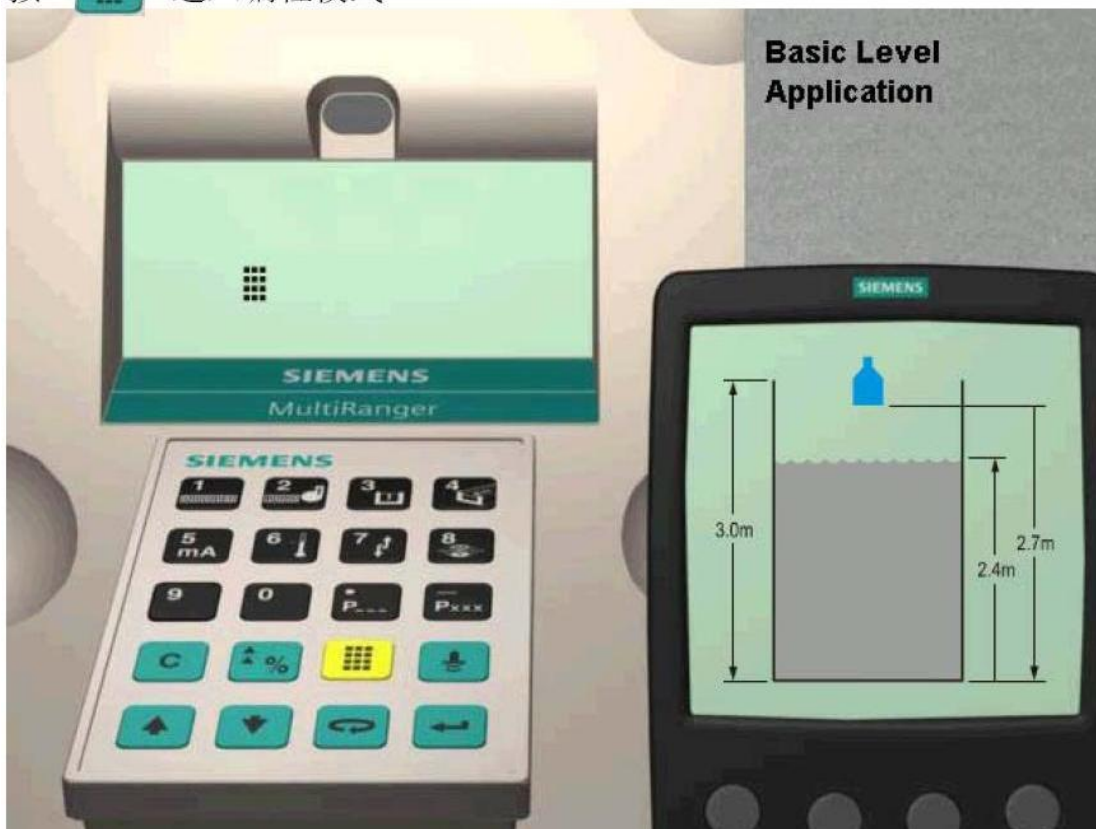 Basic Level
Application
SIEMENS
MultiRanger
SIEMENS
1 2 3 4
5 mA 6 7 8
9 0 P--- Pxxx
C %
SIEMENS
3.0m
2.7m
2.4m